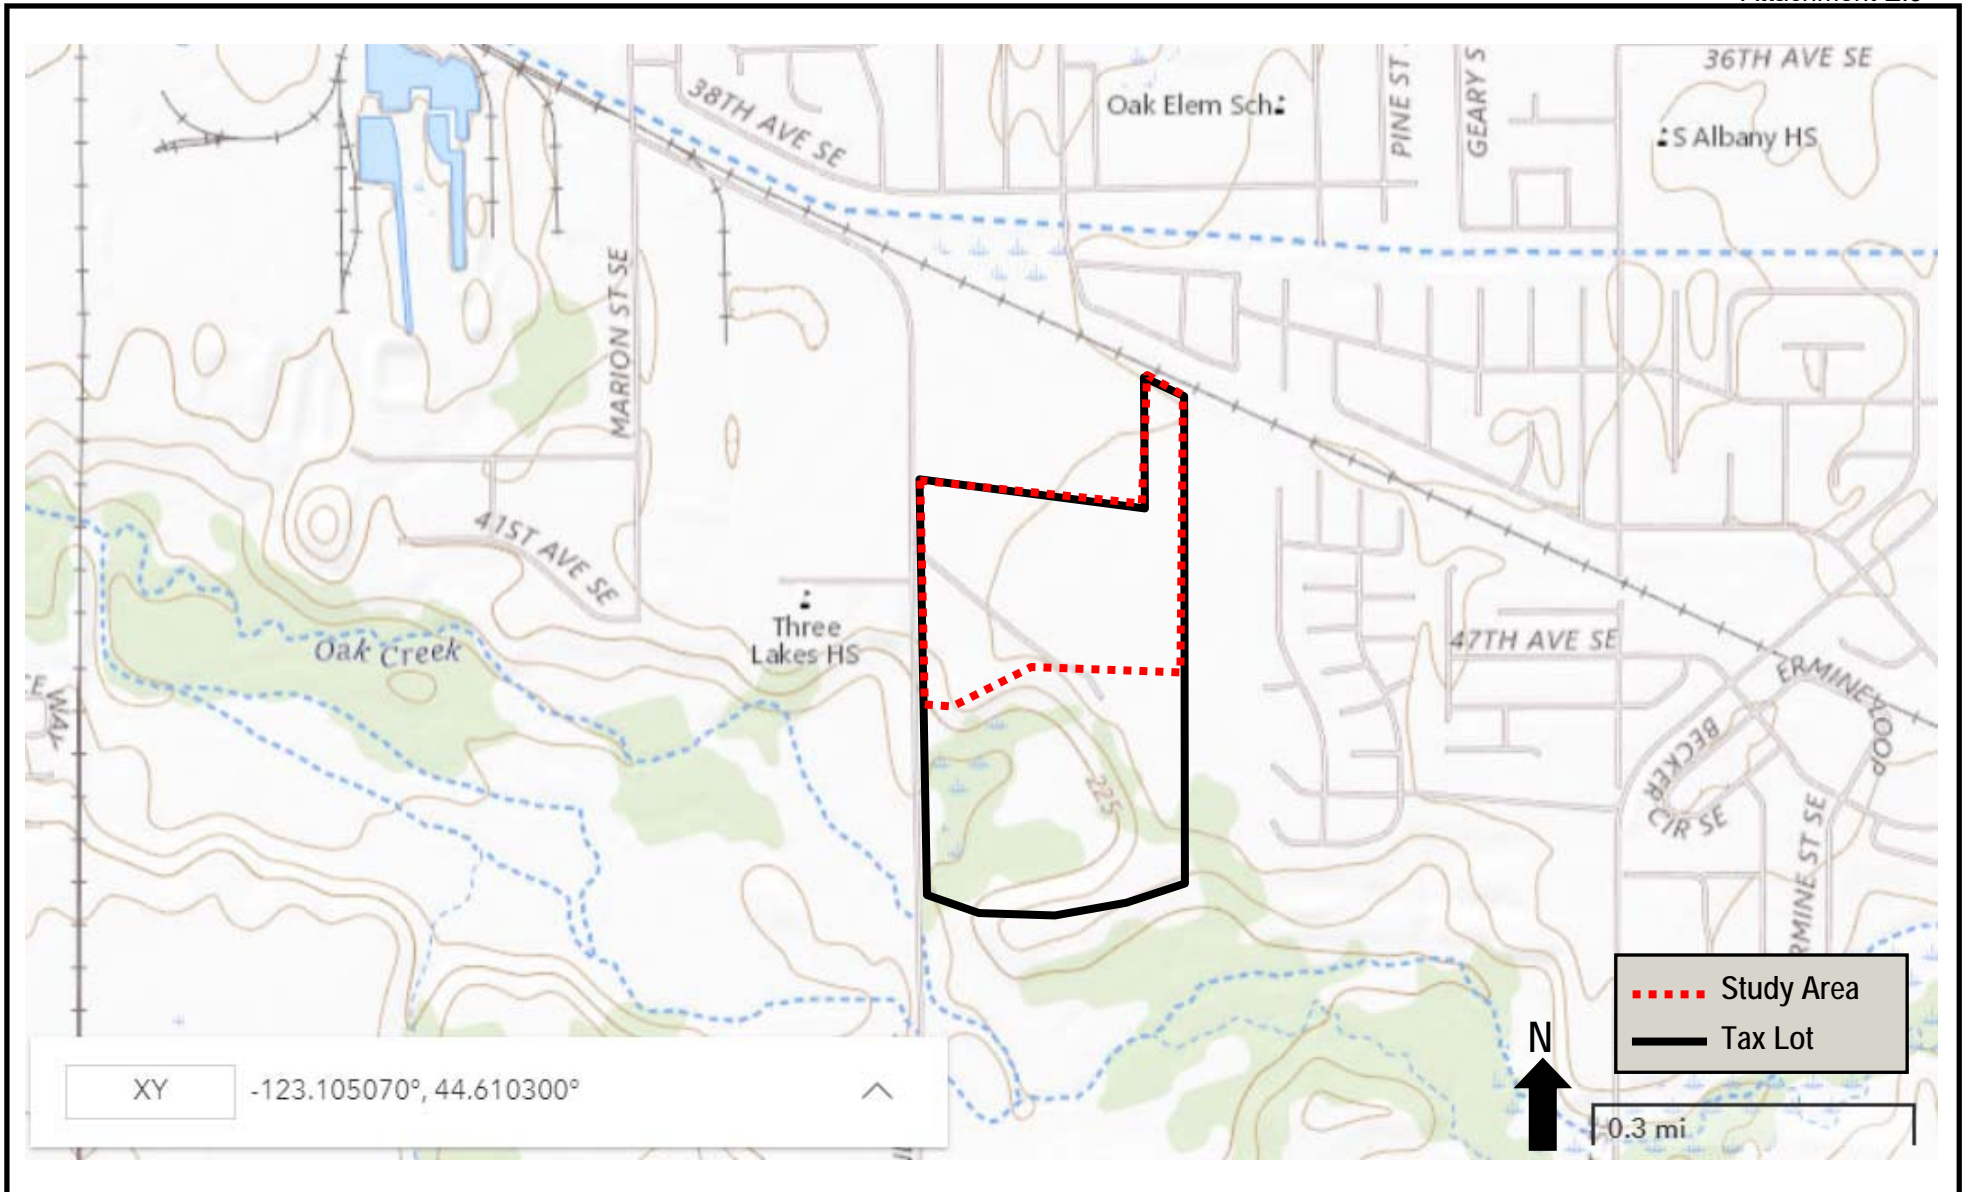 36TH AVE SE
38TH AVE SE
Oak Elem Sch
PINE ST
GEARY S
S Albany HS
MARION ST SE
41ST AVE SE
Three
Lakes HS
Oak Creek
47TH AVE SE
ERMINE LOOP
BECKER
CIR SE
225
RMINE ST SE
E WAY
Study Area
Tax Lot
N
0.3 mi
XY
-123.105070°, 44.610300°